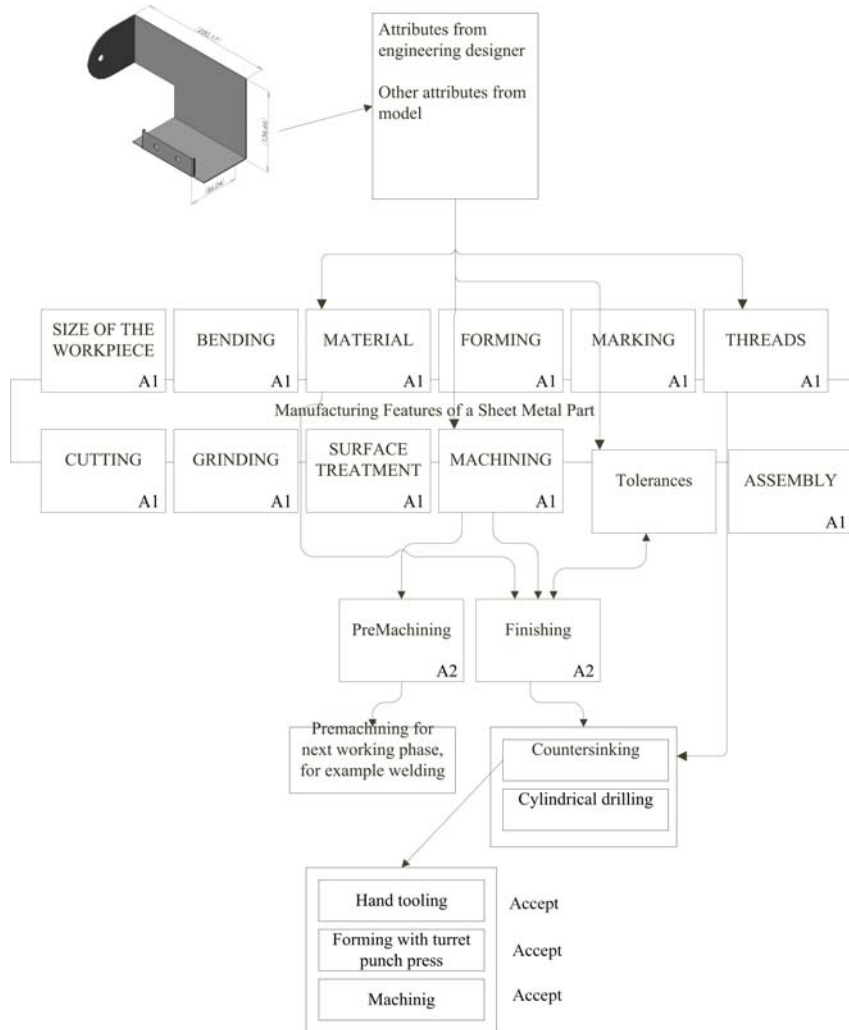 Attributes from
engineering designer
Other attributes from
model
SIZE OF THE
WORKPIECE
A1
BENDING
A1
MATERIAL
A1
FORMING
A1
MARKING
A1
THREADS
A1
Manufacturing Features of a Sheet Metal Part
CUTTING
A1
GRINDING
A1
SURFACE
TREATMENT
A1
MACHINING
A1
Tolerances
ASSEMBLY
A1
PreMachining
A2
Finishing
A2
Premachining for
next working phase,
for example welding
Countersinking
Cylindrical drilling
Hand tooling
Accept
Forming with turret
punch press
Accept
Machinig
Accept